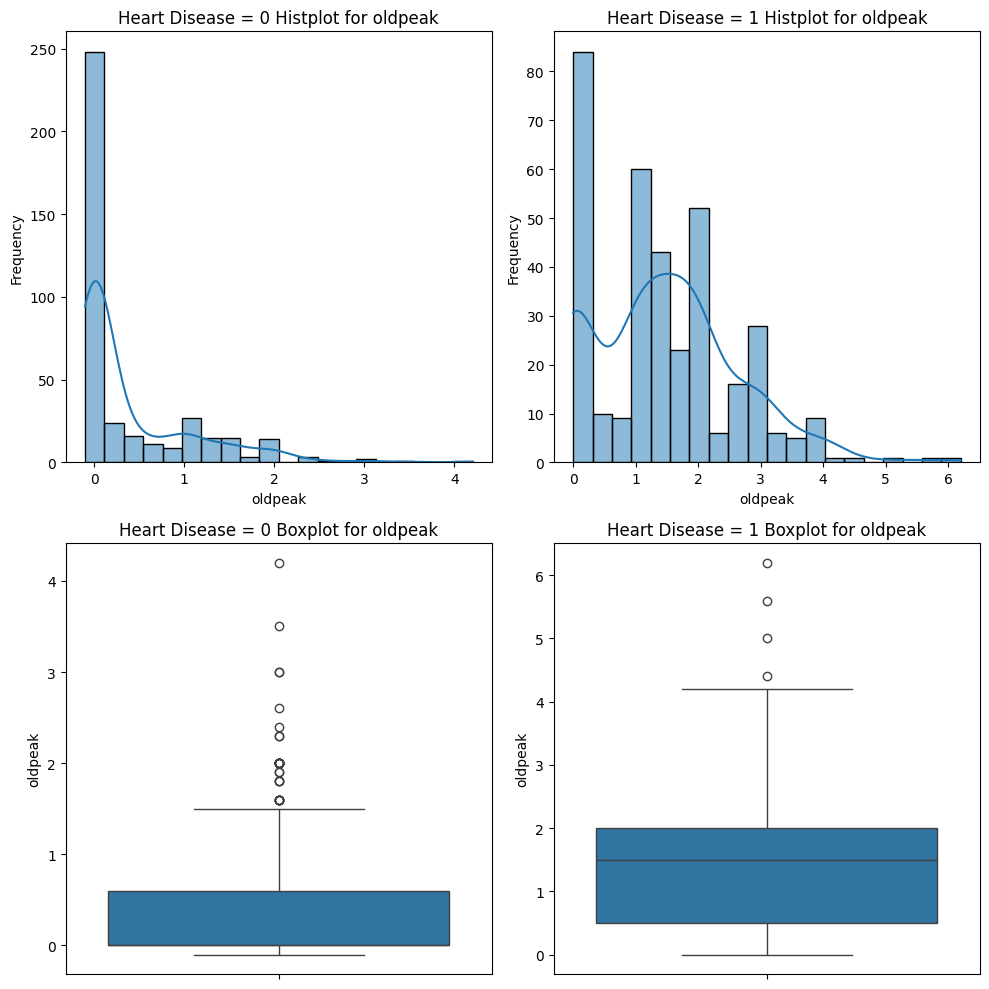 Heart Disease = 0 Histplot for oldpeak
Frequency
250
200
150
100
50
0
0 1 2 3 4
oldpeak
Heart Disease = 1 Histplot for oldpeak
Frequency
80
70
60
50
40
30
20
10
0
0 1 2 3 4 5 6
oldpeak
Heart Disease = 0 Boxplot for oldpeak
oldpeak
4
3
2
1
0
Heart Disease = 1 Boxplot for oldpeak
oldpeak
6
5
4
3
2
1
0